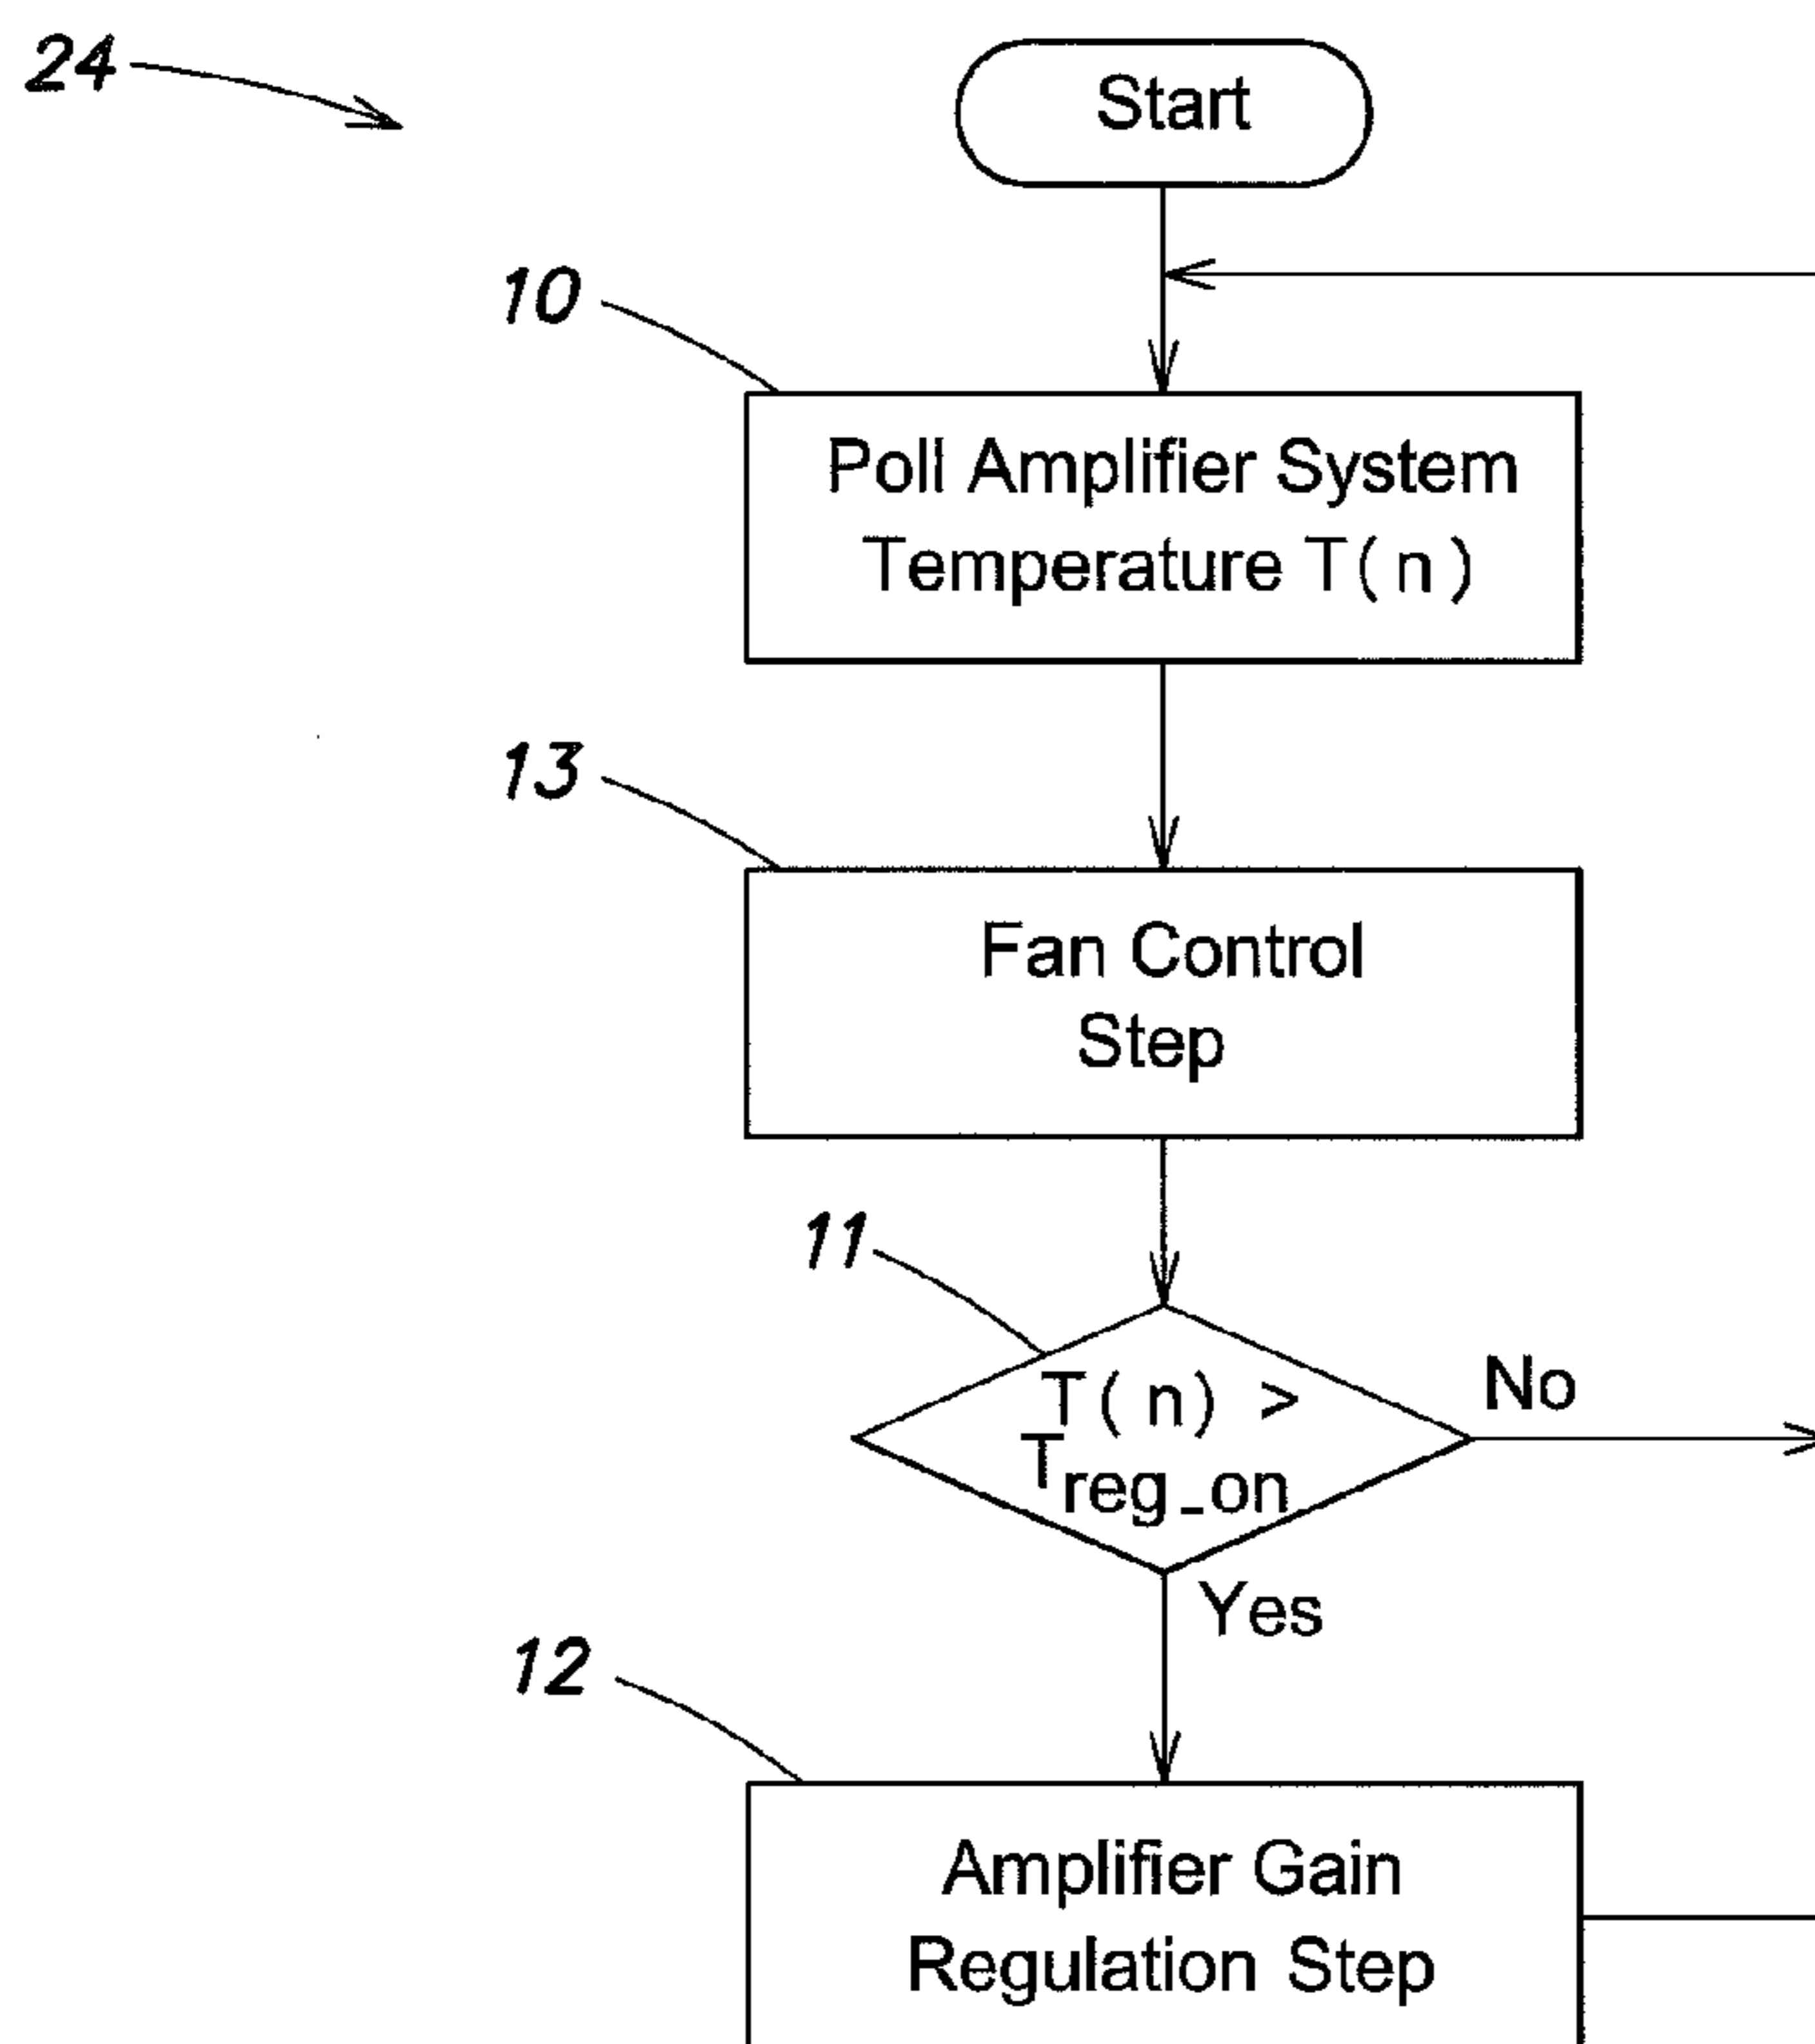 24
Start
10
Poll Amplifier System
Temperature T( n )
13
Fan Control
Step
11
T( n) >
Treg_on
No
Yes
12
Amplifier Gain
Regulation Step